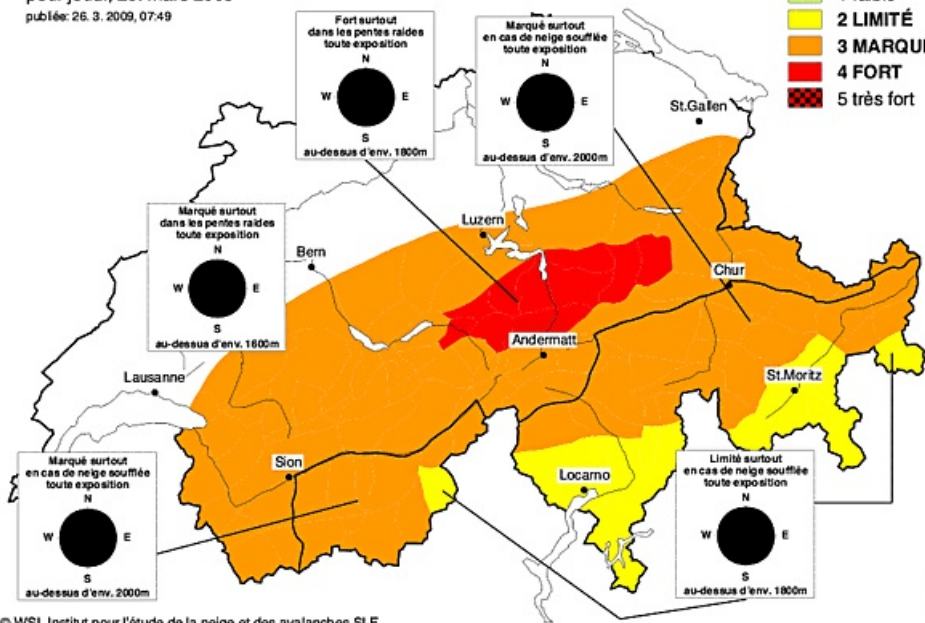 publiée: 26. 3. 2009, 07:49
2 LIMITÉ
3 MARQU
4 FORT
5 très fort
Fort surtout
dans les pentes raides
toute exposition
N
W E
S
au-dessus d'env. 1800m
Marqué surtout
en cas de neige soufflée
toute exposition
N
W E
S
au-dessus d'env. 2000m
St.Gallen
Marqué surtout
dans les pentes raides
toute exposition
N
W E
S
au-dessus d'env. 1600m
Luzern
Bern
Chur
Andermatt
Lausanne
St.Moritz
Sion
Locarno
Marqué surtout
en cas de neige soufflée
toute exposition
N
W E
S
au-dessus d'env. 2000m
Limité surtout
en cas de neige soufflée
toute exposition
N
W E
S
au-dessus d'env. 1800m
© WSL Institut pour l'étude de la neige et des avalanches SLF